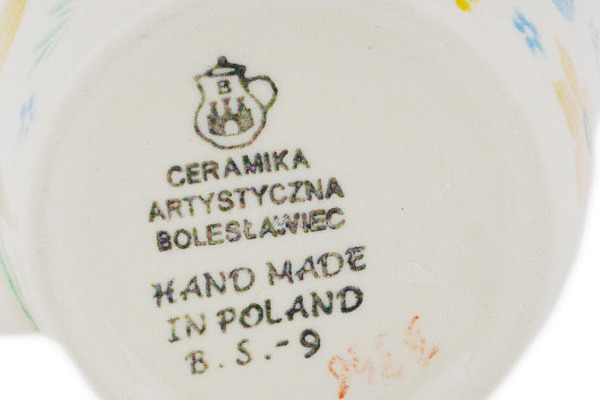 B
CERAMIKA
ARTYSTYCZNA
BOLESŁAWIEC
HAND MADE
IN POLAND
B.S.-9